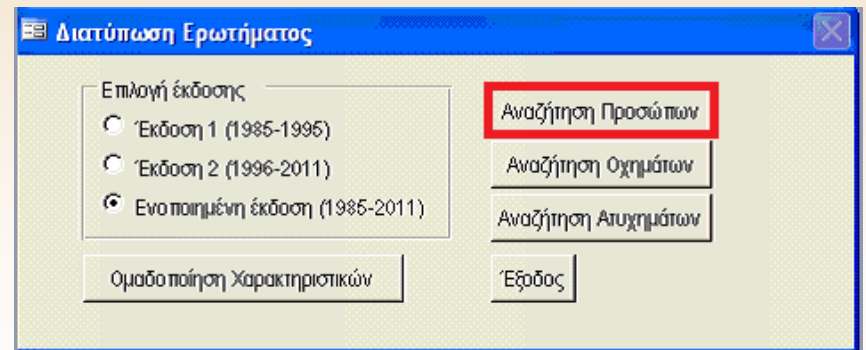 Διατύπωση Ερωτήματος
Επιλογή έκδοσης
Έκδοση 1 (1985-1995)
Έκδοση 2 (1996-2011)
Ενοποιημένη έκδοση (1985-2011)
Αναζήτηση Προσώπων
Αναζήτηση Οχημάτων
Αναζήτηση Ατυχημάτων
Ομαδοποίηση Χαρακτηριστικών
Έξοδος